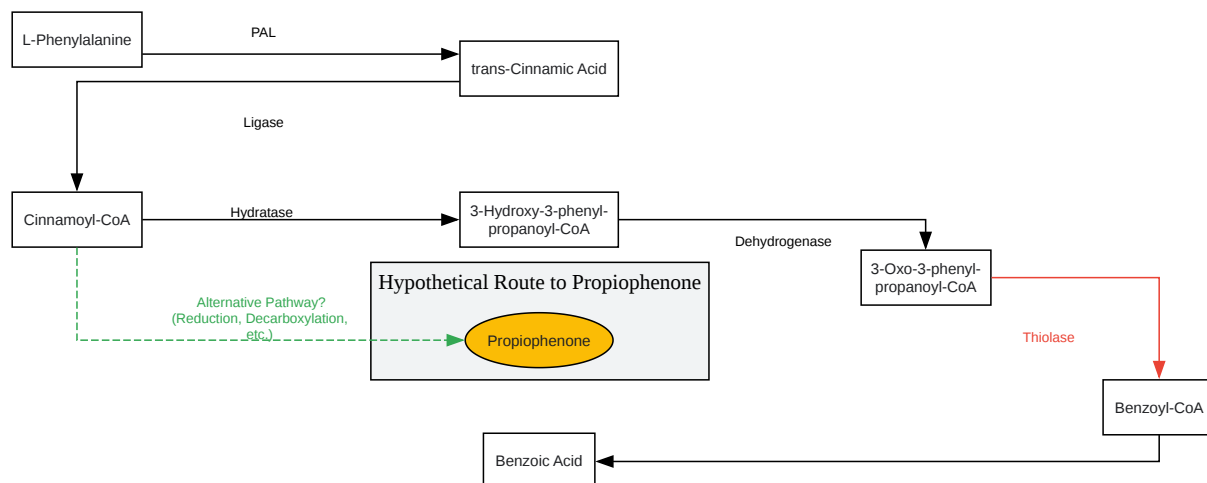 PAL
L-Phenylalanine
trans-Cinnamic Acid
Ligase
Cinnamoyl-CoA
Hydratase
3-Hydroxy-3-phenyl-
propanoyl-CoA
Dehydrogenase
3-Oxo-3-phenyl-
propanoyl-CoA
Hypothetical Route to Propiophenone
Alternative Pathway?
(Reduction, Decarboxylation,
etc.)
Propiophenone
Thiolase
Benzoyl-CoA
Benzoic Acid